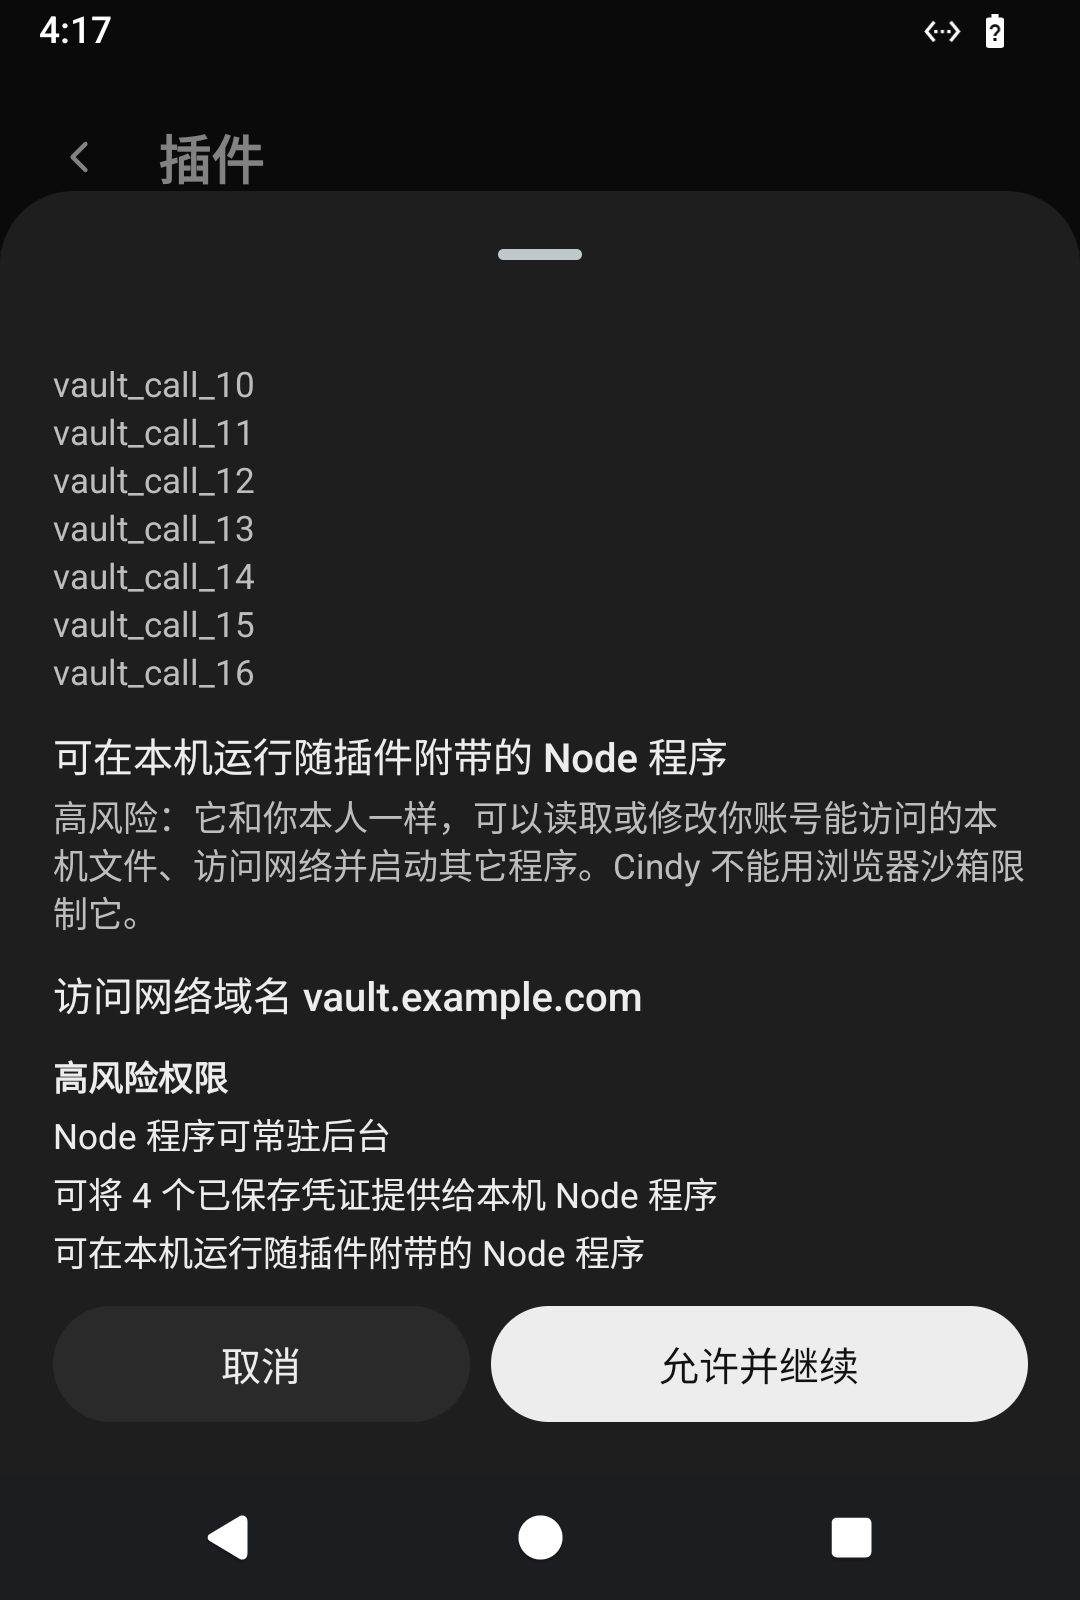 4:17
插件
vault_call_10
vault_call_11
vault_call_12
vault_call_13
vault_call_14
vault_call_15
vault_call_16
可在本机运行随插件附带的 Node 程序
高风险：它和你本人一样，可以读取或修改你账号能访问的本
机文件、访问网络并启动其它程序。Cindy 不能用浏览器沙箱限
制它。
访问网络域名 vault.example.com
高风险权限
Node 程序可常驻后台
可将 4 个已保存凭证提供给本机 Node 程序
可在本机运行随插件附带的 Node 程序
取消
允许并继续